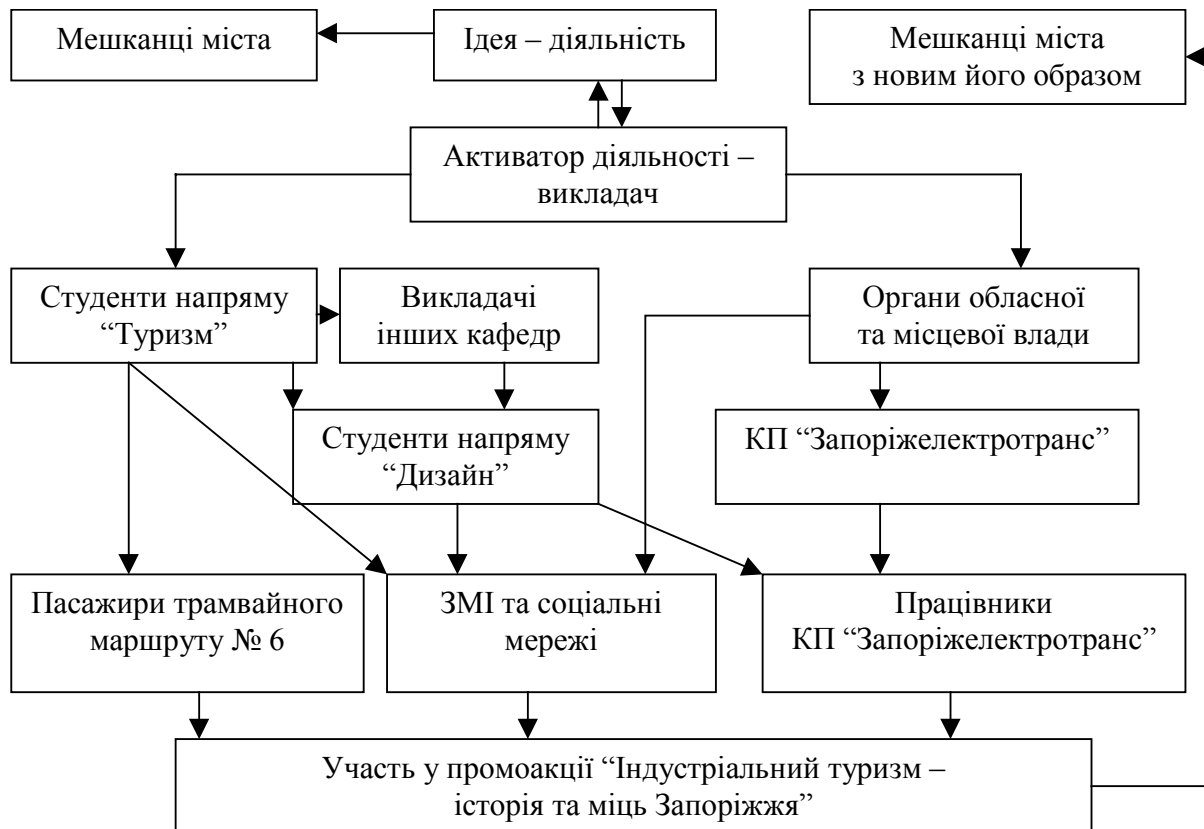 Мешканці міста
Ідея – діяльність
Мешканці міста
з новим його образом
Активатор діяльності –
викладач
Студенти напряму
“Туризм”
Викладачі
інших кафедр
Органи обласної
та місцевої влади
Студенти напряму
“Дизайн”
КП “Запоріжелектротранс”
Пасажири трамвайного
маршруту № 6
ЗМІ та соціальні
мережі
Працівники
КП “Запоріжелектротранс”
Участь у промоакції “Індустріальний туризм –
історія та міць Запоріжжя”